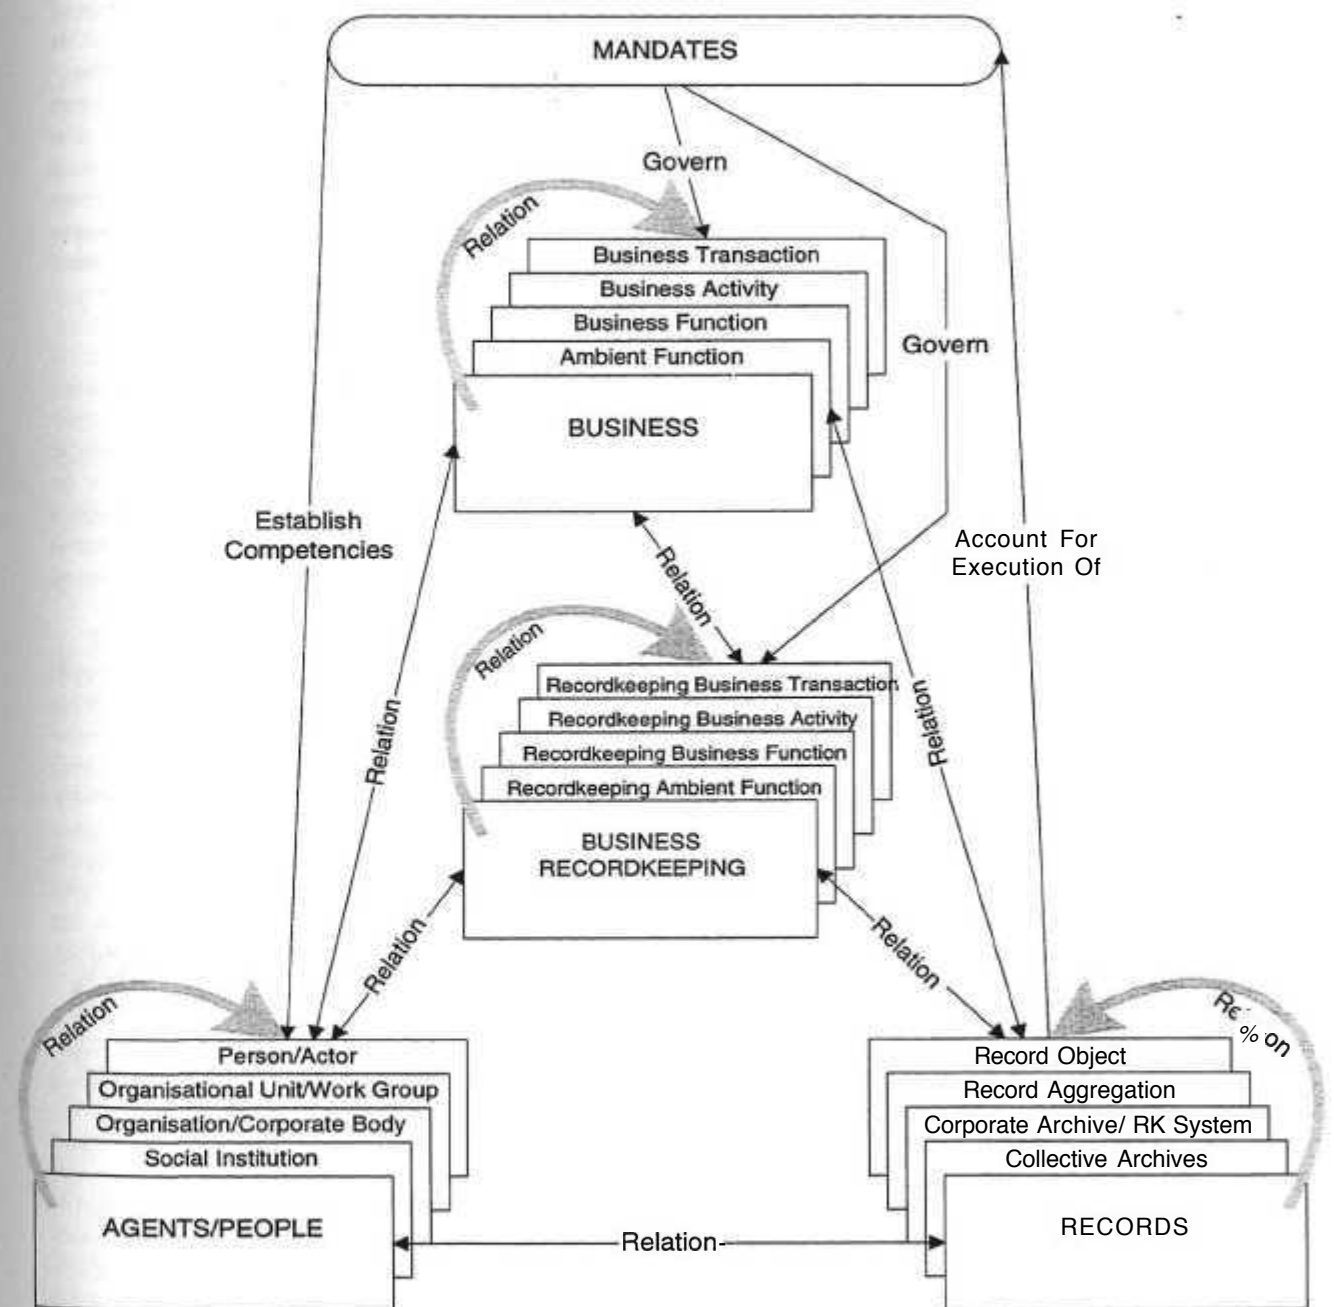 MANDATES
Govern
Relation
Business Transaction
Business Activity
Business Function
Govern
Ambient Function
BUSINESS
Establish
Competencies
Account For
Execution Of
Relation
Relation
Recordkeeping Business Transaction
Relation
Relation
Recordkeeping Business Activity
Recordkeeping Business Function
Recordkeeping Ambient Function
BUSINESS
RECORDKEEPING
Relation
Relation
Relation
Person/Actor
Organisational Unit/Work Group
Organisation/Corporate Body
Social Institution
AGENTS/PEOPLE
Record Object
Record Aggregation
Corporate Archive/ RK System
Collective Archives
RECORDS
Relation